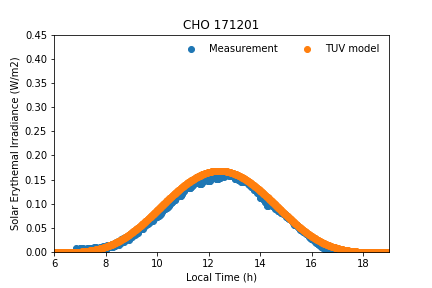 CHO 171201
Measurement
TUV model
Solar Erythemal Irradiance (W/m2)
0.45
0.40
0.35
0.30
0.25
0.20
0.15
0.10
0.05
0.00
6 8 10 12 14 16 18
Local Time (h)